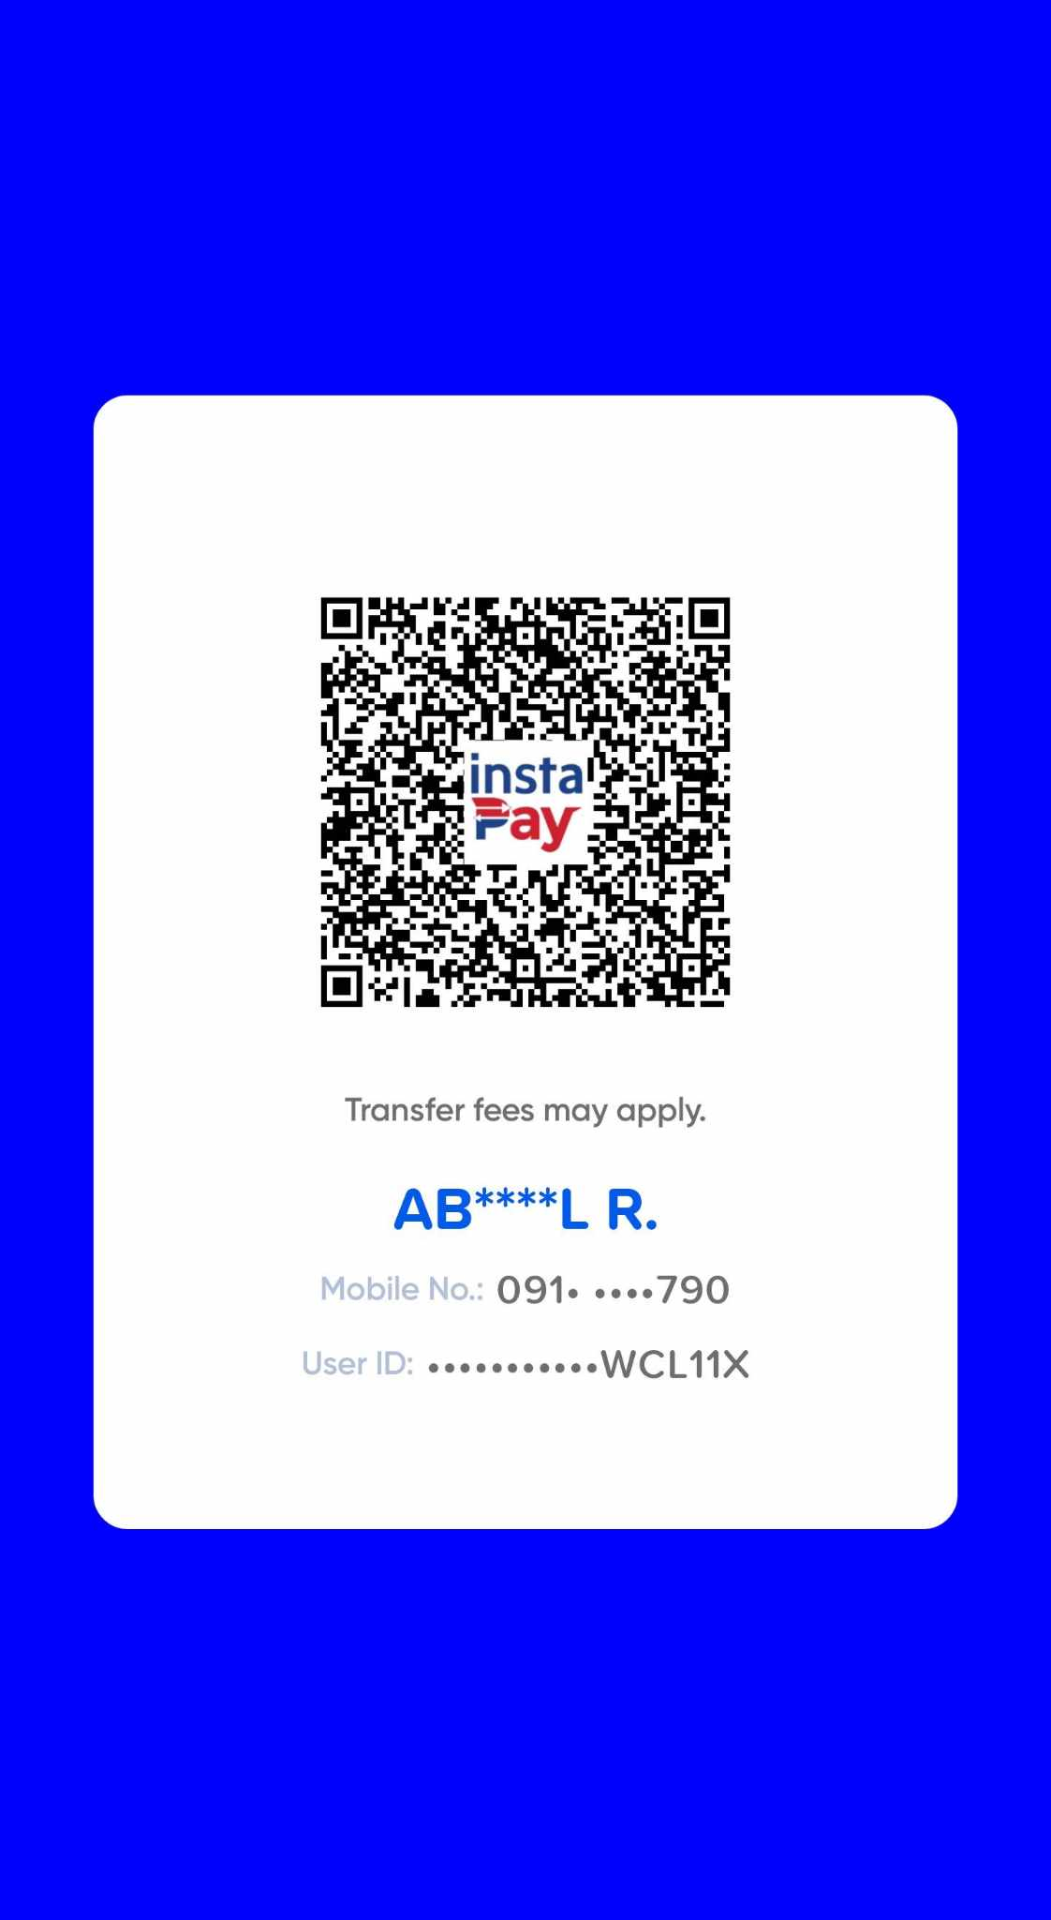 insta
Pay
Transfer fees may apply.
AB****L R.
Mobile No.: 091• ••••790
User ID: •••••••••••WCL11X